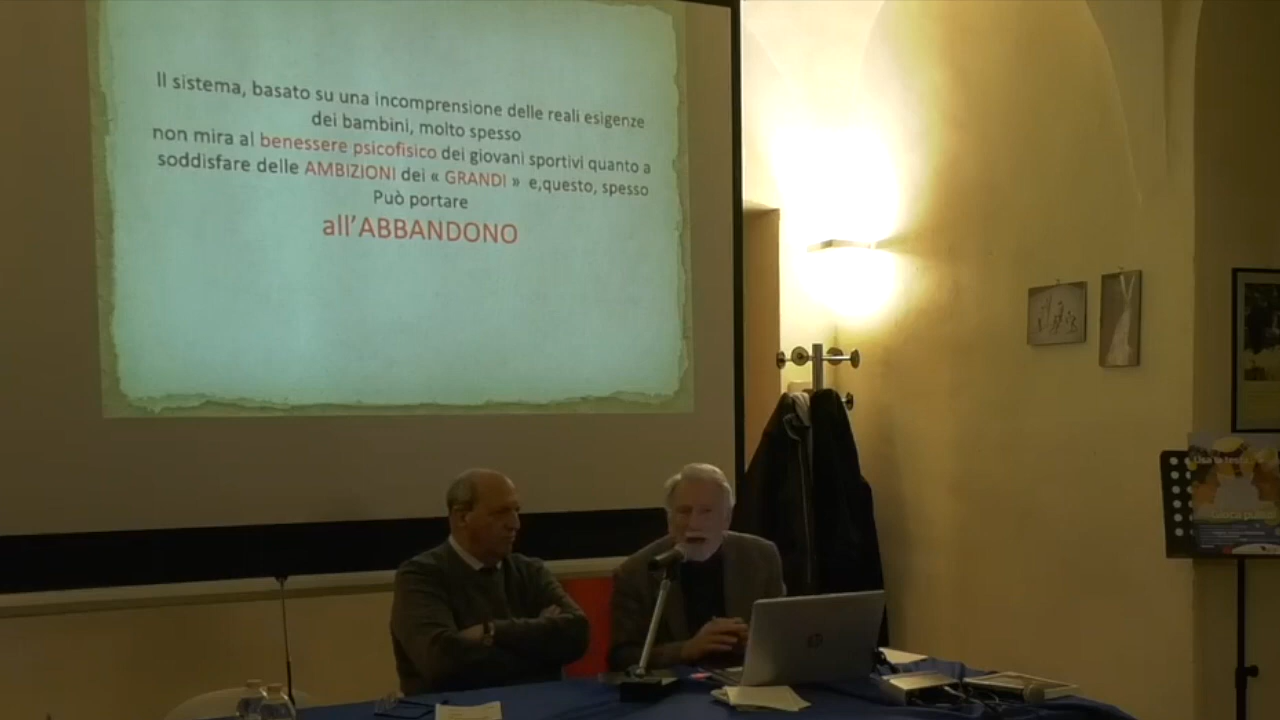 Il sistema, basato su una incomprensione delle reali esigenze
dei bambini, molto spesso
non mira al benessere psicofisico dei giovani sportivi quanto a
soddisfare delle AMBIZIONI dei « GRANDI » e,questo, spesso
Può portare
all'ABBANDONO
hp